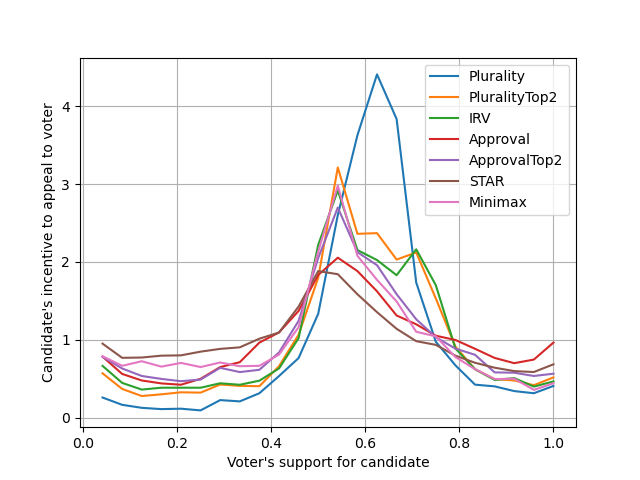 Candidate's incentive to appeal to voter
4
3
2
1
0
0.0 0.2 0.4 0.6 0.8 1.0
Voter's support for candidate
Plurality
PluralityTop2
IRV
Approval
ApprovalTop2
STAR
Minimax